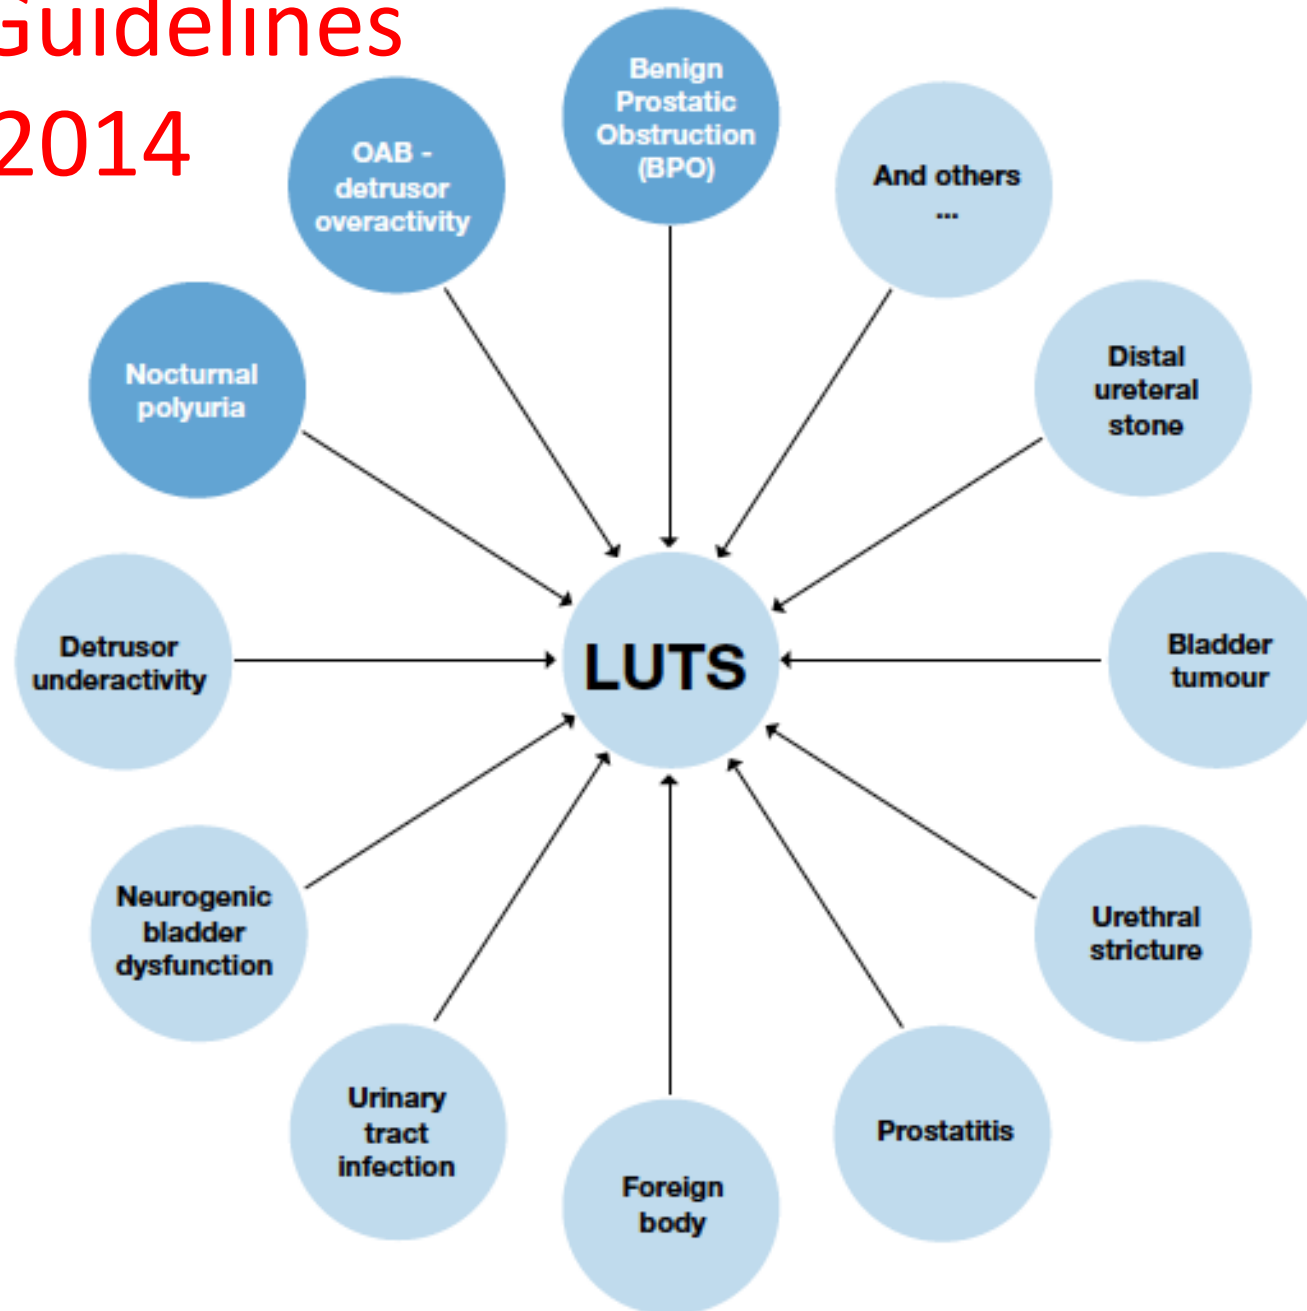 Guidelines
2014
Benign
Prostatic
Obstruction
(BPO)
OAB -
detrusor
overactivity
And others
...
Nocturnal
polyuria
Distal
ureteral
stone
Detrusor
underactivity
LUTS
Bladder
tumour
Neurogenic
bladder
dysfunction
Urethral
stricture
Urinary
tract
infection
Foreign
body
Prostatitis